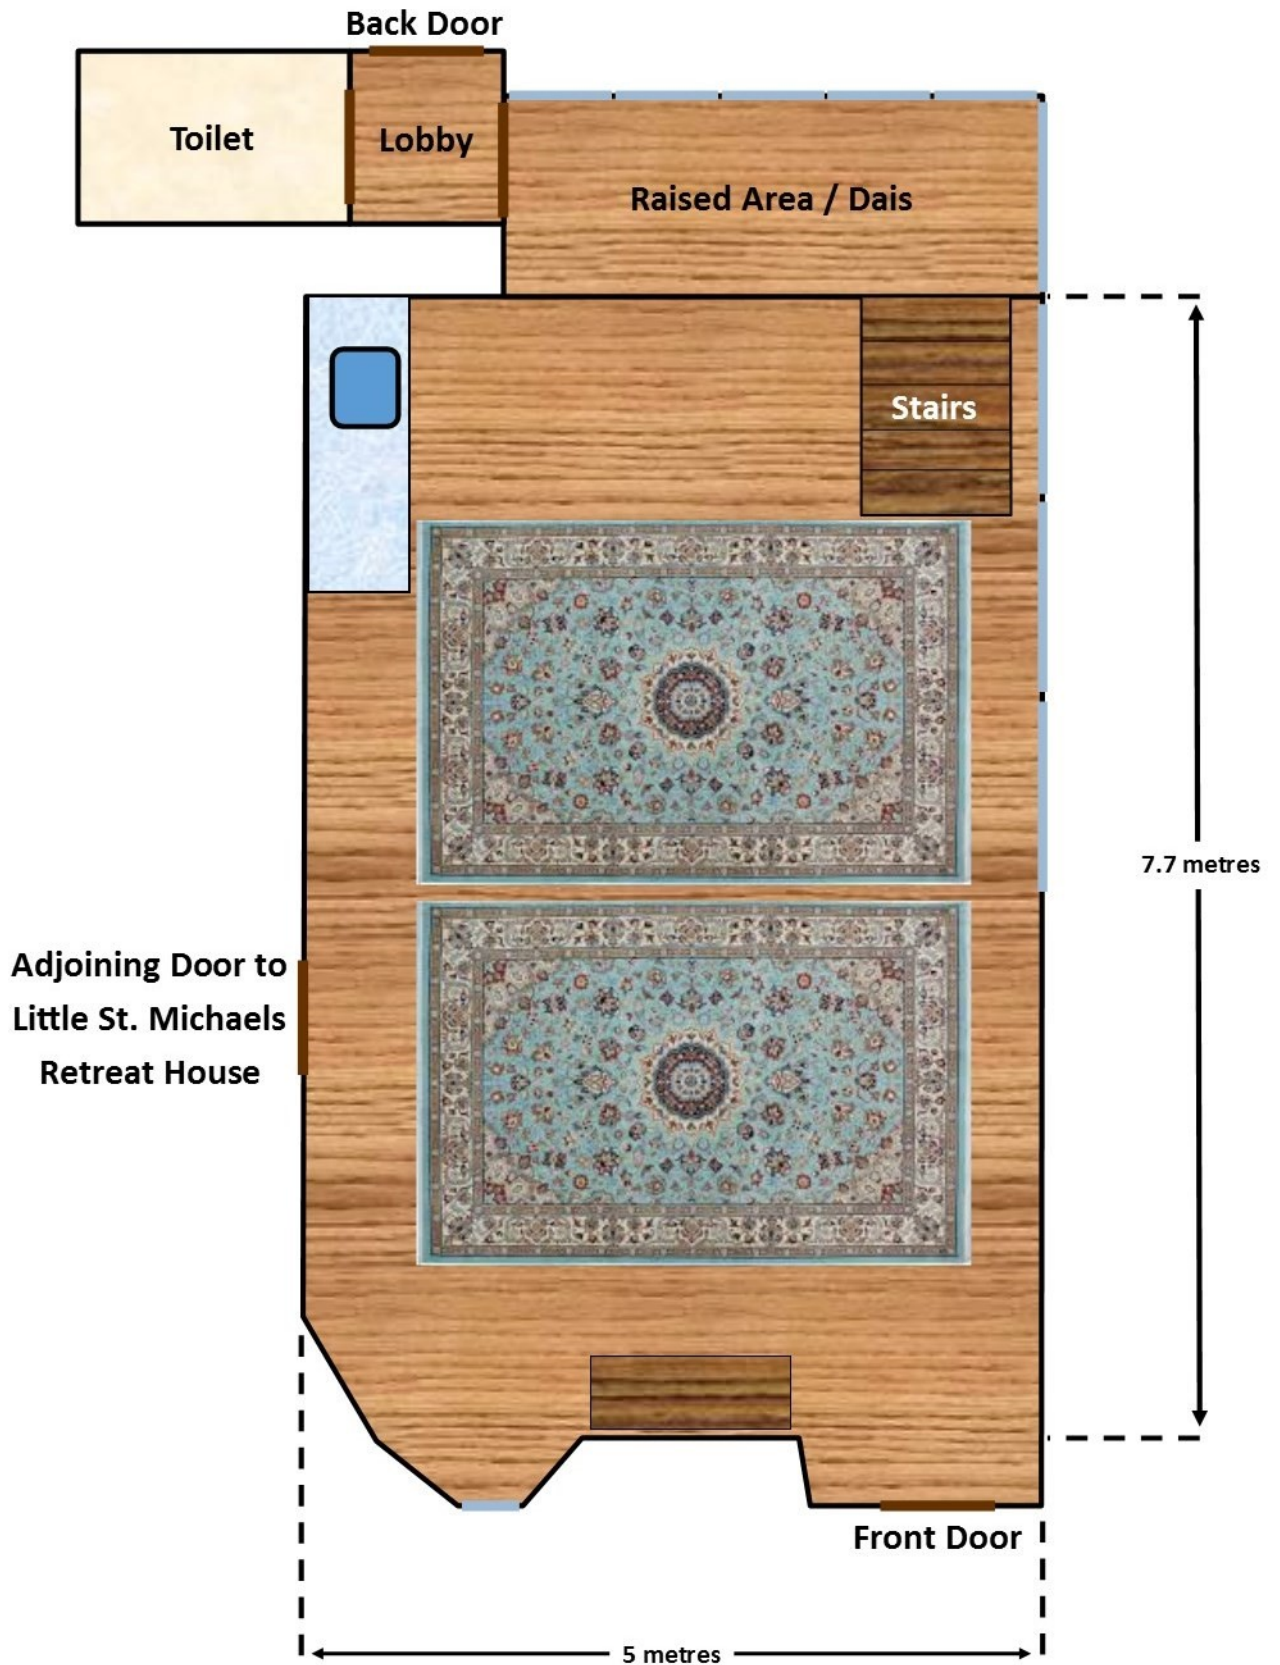 Back Door
Toilet
Lobby
Raised Area / Dais
Stairs
7.7 metres
Adjoining Door to
Little St. Michaels
Retreat House
Front Door
5 metres